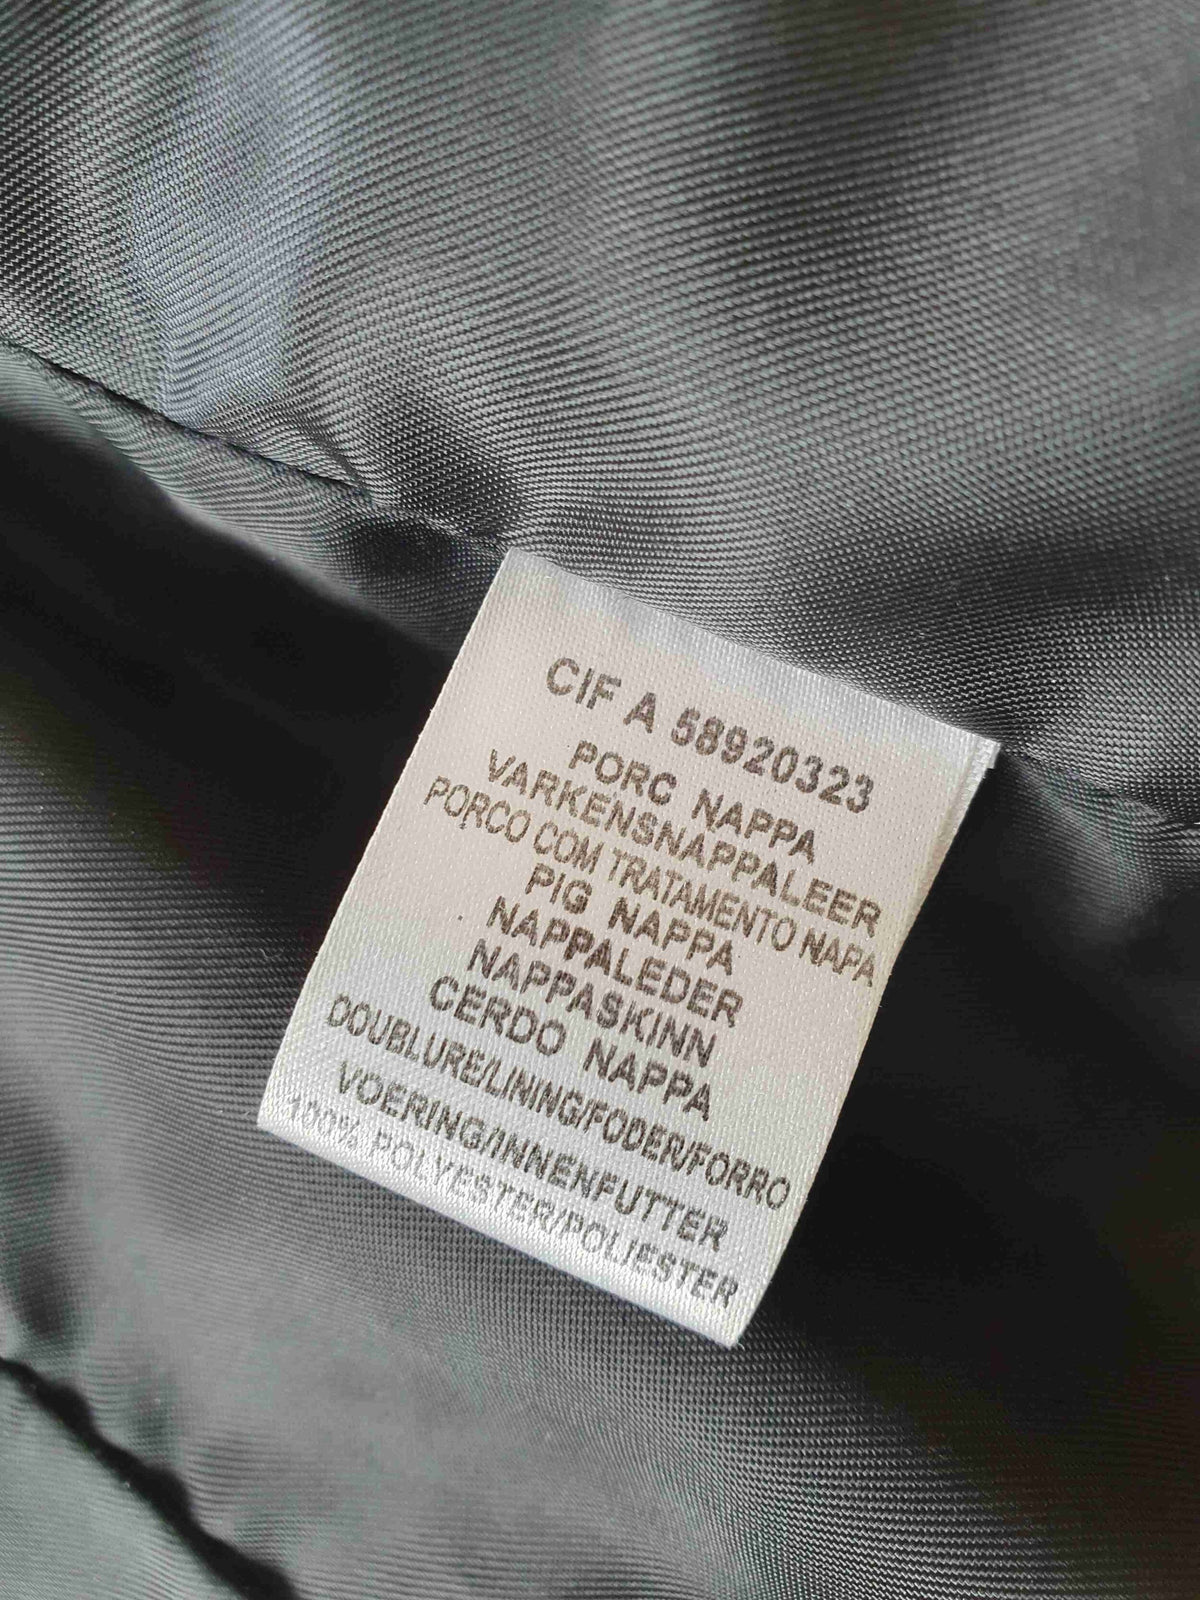 CIF A 58920323
PORC NAPPA
VARKENSNAPPALEER
PORCO COM TRATAMENTO NAPA
PIG NAPPA
NAPPALEDER
NAPPASKINN
CERDO NAPPA
DOUBLURE/LINING/FODER/FORRO
VOERING/INNENFUTTER
100% POLYESTER/POLIESTER